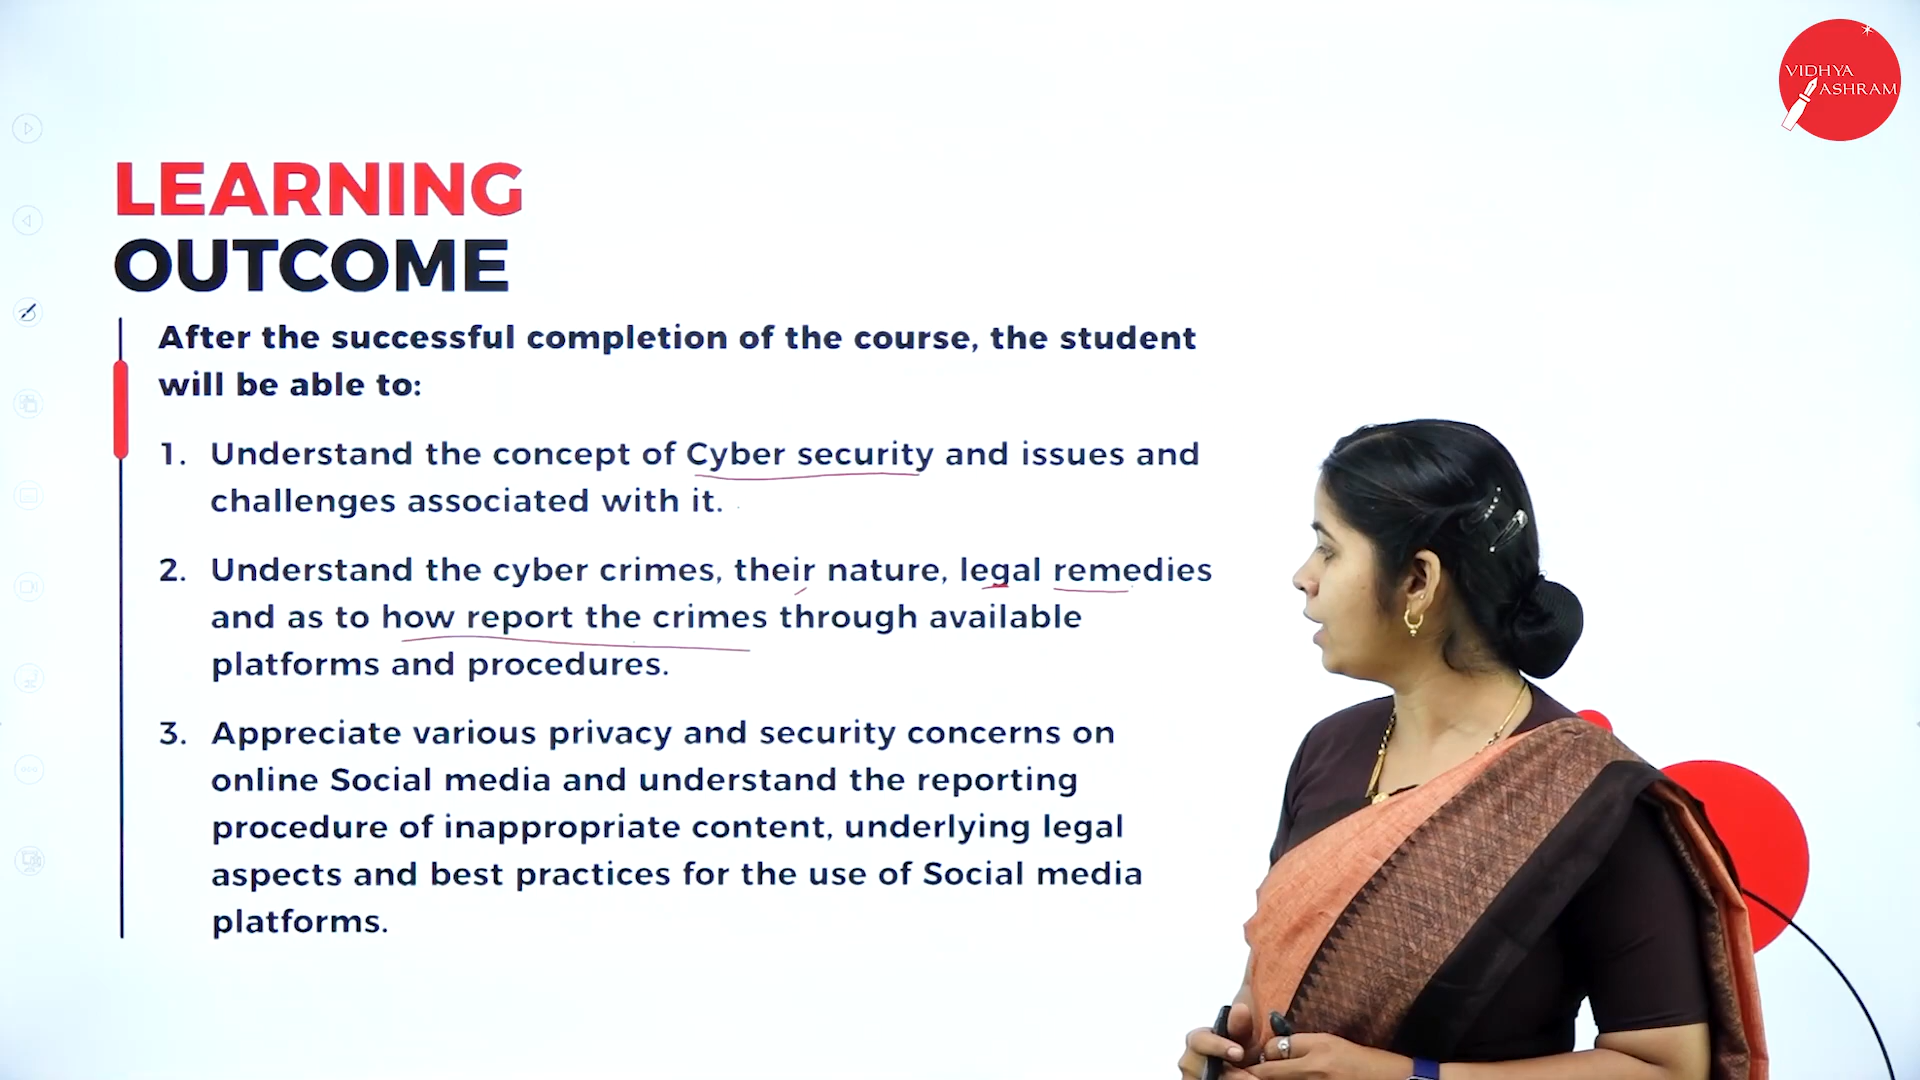 VIDHYA
ASHRAM
LEARNING
OUTCOME
After the successful completion of the course, the student
will be able to:
1. Understand the concept of Cyber security and issues and
challenges associated with it.
2. Understand the cyber crimes, their nature, legal remedies
and as to how report the crimes through available
platforms and procedures.
3. Appreciate various privacy and security concerns on
online Social media and understand the reporting
procedure of inappropriate content, underlying legal
aspects and best practices for the use of Social media
platforms.